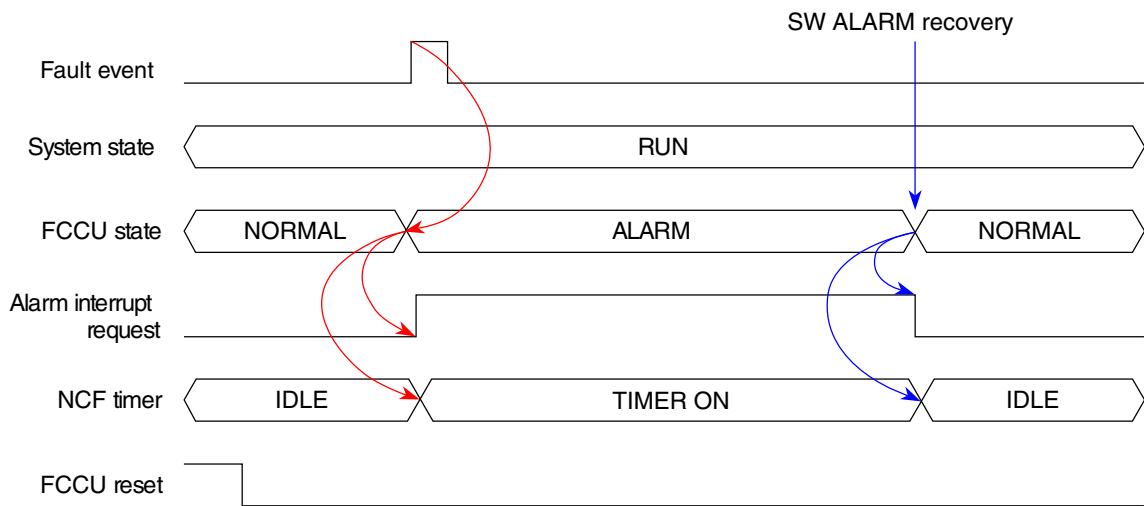 SW ALARM recovery
Fault event
System state
RUN
FCCU state
NORMAL
ALARM
NORMAL
Alarm interrupt
request
NCF timer
IDLE
TIMER ON
IDLE
FCCU reset